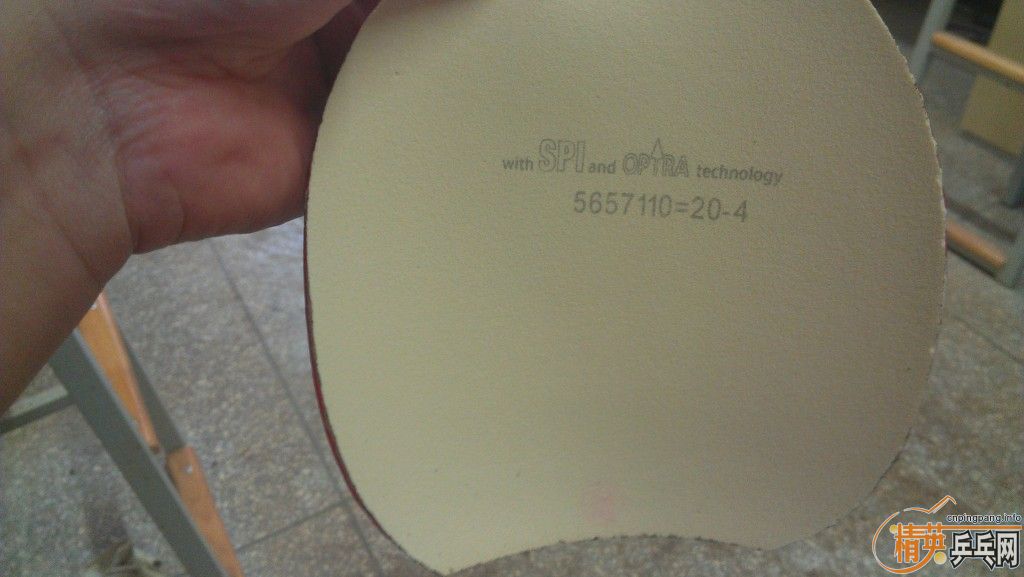 with SPI and OPTRA technology
5657110=20-4
cnpingpang.info
精英乒乓网